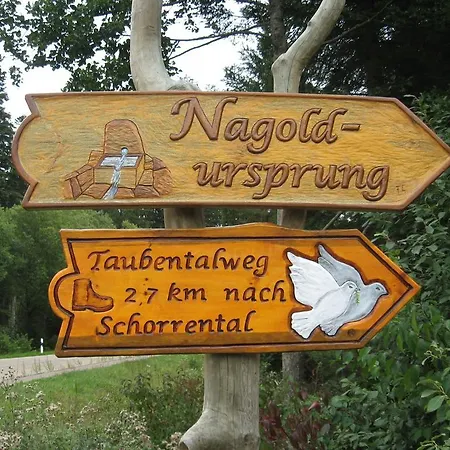 Nagold-
ursprung
Taubentalweg
2,7 km nach
Schorrental